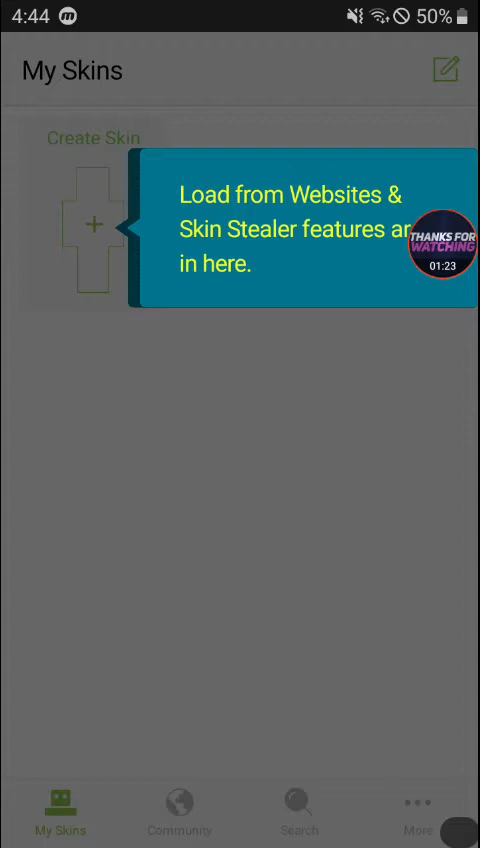 4:44
50%
My Skins
Create Skin
+
Load from Websites &
Skin Stealer features ar
in here.
THANKS FOR
WATCHING
01:23
My Skins
Community
Search
More